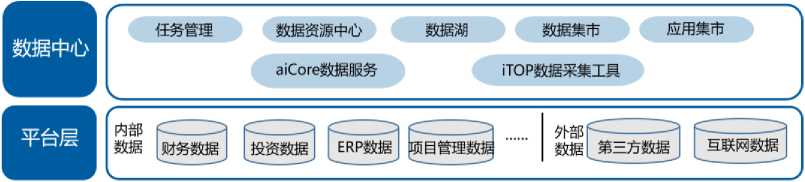 数据中心
任务管理
数据资源中心
数据湖
数据集市
应用集市
aiCore数据服务
iTOP数据采集工具
平台层
内部
数据
财务数据
投资数据
ERP数据
项目管理数据
······
外部
数据
第三方数据
互联网数据